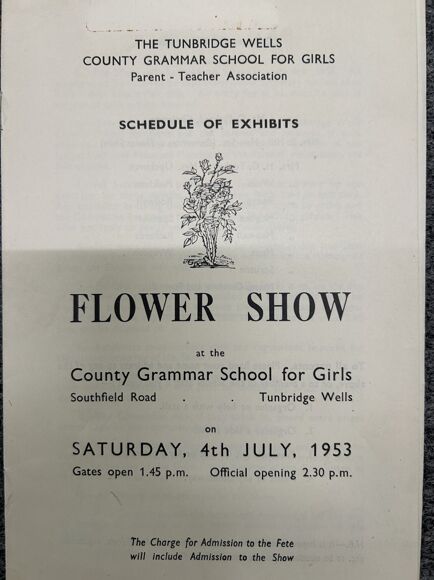 THE TUNBRIDGE WELLS
COUNTY GRAMMAR SCHOOL FOR GIRLS
Parent - Teacher Association
SCHEDULE OF EXHIBITS
FLOWER SHOW
at the
County Grammar School for Girls
Southfield Road . . Tunbridge Wells
on
SATURDAY, 4th JULY, 1953
Gates open 1.45 p.m. Official opening 2.30 p.m.
The Charge for Admission to the Fete
will include Admission to the Show